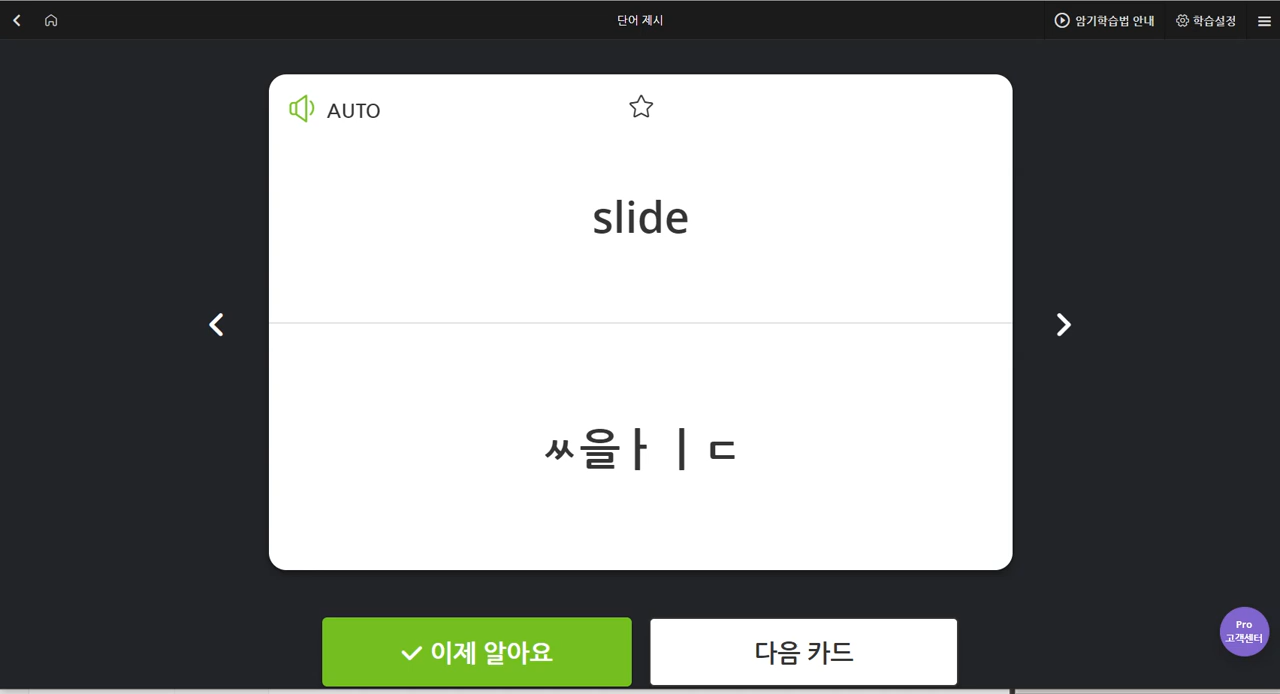 단어 제시
암기학습법 안내
학습설정
AUTO
slide
ㅆ을ㅏㅣㄷ
이제 알아요
다음 카드
Pro
고객센터